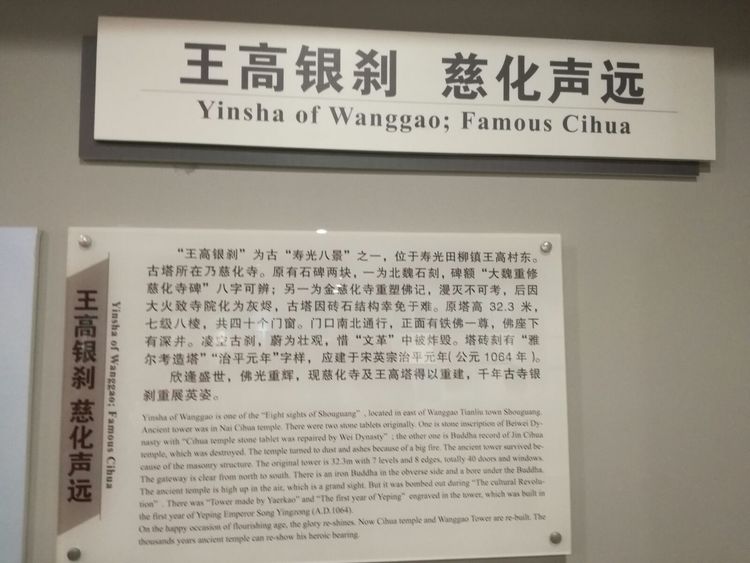 王高银刹 慈化声远
Yinsha of Wanggao; Famous Cihua
王高银刹 慈化声远
Yinsha of Wanggao; Famous Cihua
“王高银刹”为古“寿光八景”之一，位于寿光田柳镇王高村东。
古塔所在乃慈化寺。原有石碑两块，一为北魏石刻，碑额“大魏重修
慈化寺碑”八字可辨；另一为金慈化寺重塑佛记，漫灭不可考，后因
大火致寺院化为灰烬，古塔因砖石结构幸免于难。原塔高 32.3 米，
七级八棱，共四十个门窗。门口南北通行，正面有铁佛一尊，佛座下
有深井。凌空古刹，蔚为壮观，惜“文革”中被炸毁。塔砖刻有“雅
尔考造塔”“治平元年”字样，应建于宋英宗治平元年(公元1064年)。
欣逢盛世，佛光重辉，现慈化寺及王高塔得以重建，千年古寺银
刹重展英姿。
Yinsha of Wanggao is one of the “Eight sights of Shouguang” , located in east of Wanggao Tianliu town Shouguang.
Ancient tower was in Nai Cihua temple. There were two stone tablets originally. One is stone inscription of Beiwei Dy-
nasty with “Cihua temple stone tablet was repaired by Wei Dynasty” ; the other one is Buddha record of Jin Cihua
temple, which was destroyed. The temple turned to dust and ashes because of a big fire. The ancient tower survived be-
cause of the masonry structure. The original tower is 32.3m with 7 levels and 8 edges, totally 40 doors and windows.
The gateway is clear from north to south. There is an iron Buddha in the obverse side and a bore under the Buddha.
The ancient temple is high up in the air, which is a grand sight. But it was bombed out during “The cultural Revolu-
tion” . There was “Tower made by Yaerkao” and “The first year of Yeping” engraved in the tower, which was built in
the first year of Yeping Emperor Song Yingzong (A.D.1064).
On the happy occasion of flourishing age, the glory re-shines. Now Cihua temple and Wanggao Tower are re-built. The
thousands years ancient temple can re-show his heroic bearing.